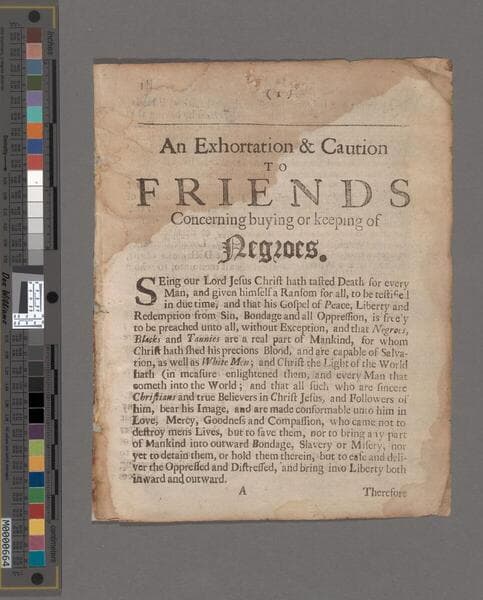 ( 1 )
An Exhortation & Caution
TO
FRIENDS
Concerning buying or keeping of
Negroes.
SEing our Lord Jesus Chriſt hath taſted Death for every
Man, and given himſelf a Ranſom for all, to be teſtified
in due time, and that his Goſpel of Peace, Liberty and
Redemption from Sin, Bondage and all Oppreſſion, is freely
to be preached unto all, without Exception, and that Negroes,
Blacks and Taunies are a real part of Mankind, for whom
Chriſt hath ſhed his precious Blood, and are capable of Salva-
tion, as well as White Men; and Chriſt the Light of the World
hath (in meaſure enlightened them, and every Man that
cometh into the World; and that all ſuch who are ſincere
Chriſtians and true Believers in Chriſt Jeſus, and Followers of
him, bear his Image, and are made conformable unto him in
Love, Mercy, Goodneſs and Compaſſion, who came not to
deſtroy mens Lives, but to ſave them, nor to bring any part
of Mankind into outward Bondage, Slavery or Miſery, nor
yet to detain them, or hold them therein, but to eaſe and deli-
ver the Oppreſſed and Diſtreſſed, and bring into Liberty both
inward and outward.
A
Therefore
inches
centimeters
Don Williams
M0000664